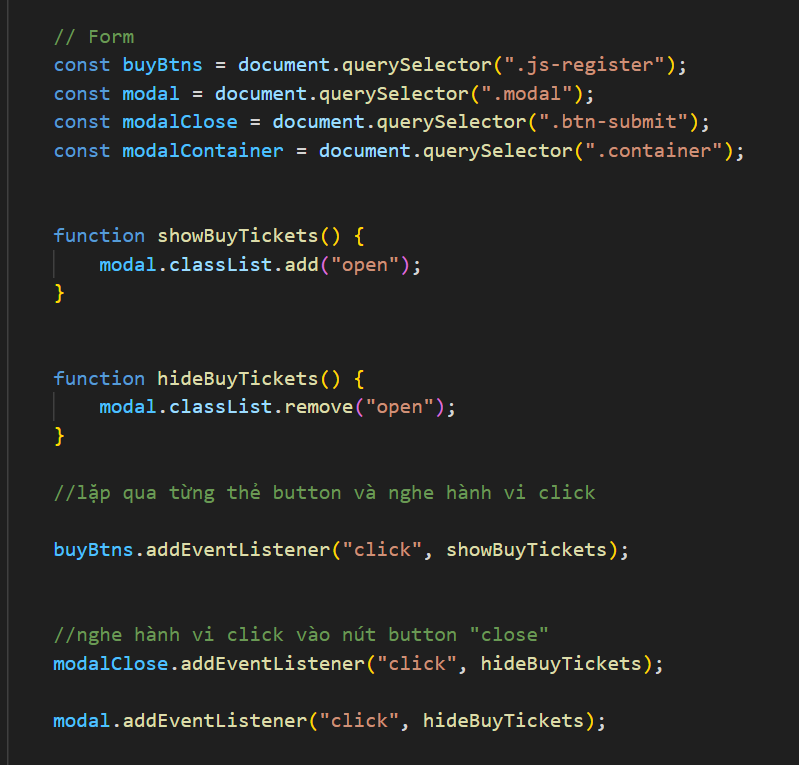 // Form
const buyBtns = document.querySelector(".js-register");
const modal = document.querySelector(".modal");
const modalClose = document.querySelector(".btn-submit");
const modalContainer = document.querySelector(".container");
function showBuyTickets() {
modal.classList.add("open");
}
function hideBuyTickets() {
modal.classList.remove("open");
}
//lặp qua từng thẻ button và nghe hành vi click
buyBtns.addEventListener("click", showBuyTickets);
//nghe hành vi click vào nút button "close"
modalClose.addEventListener("click", hideBuyTickets);
modal.addEventListener("click", hideBuyTickets);